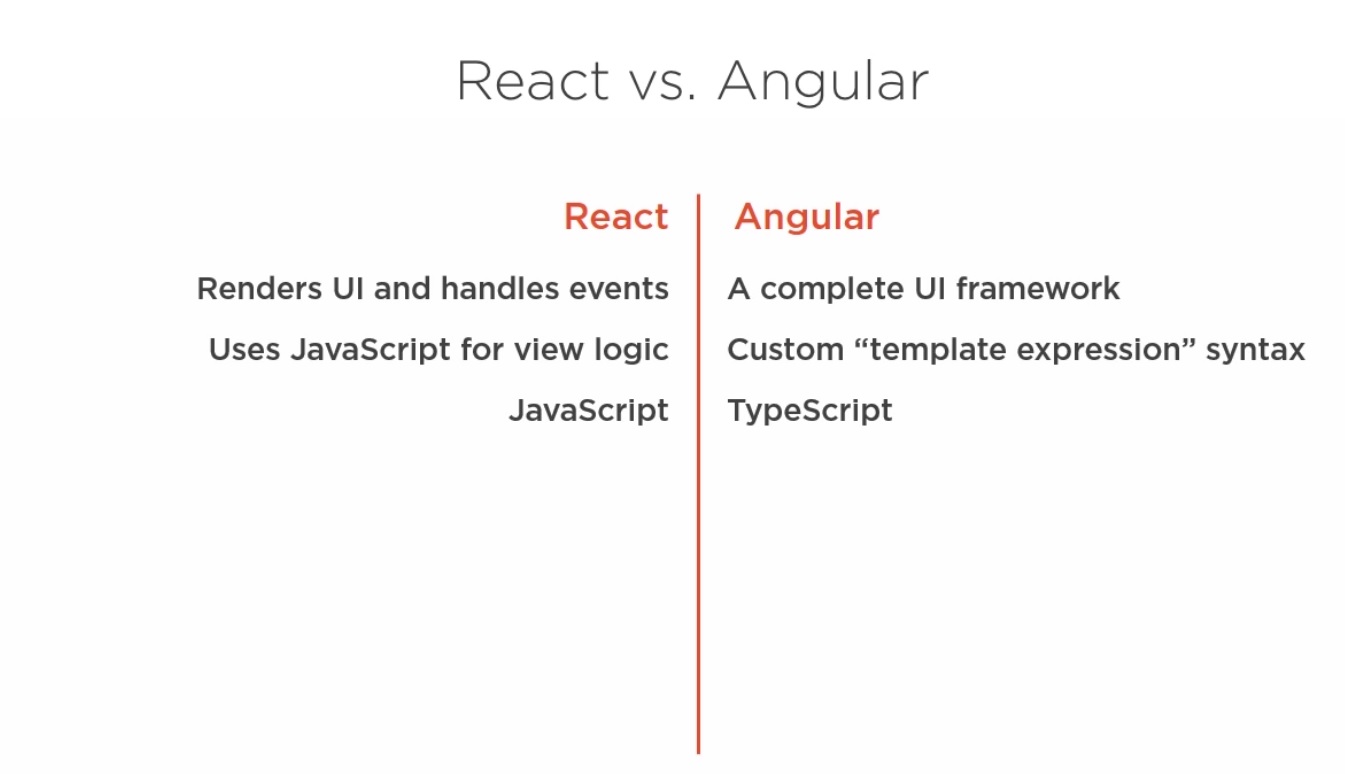 React vs. Angular
React
Renders UI and handles events
Uses JavaScript for view logic
JavaScript
Angular
A complete UI framework
Custom “template expression” syntax
TypeScript